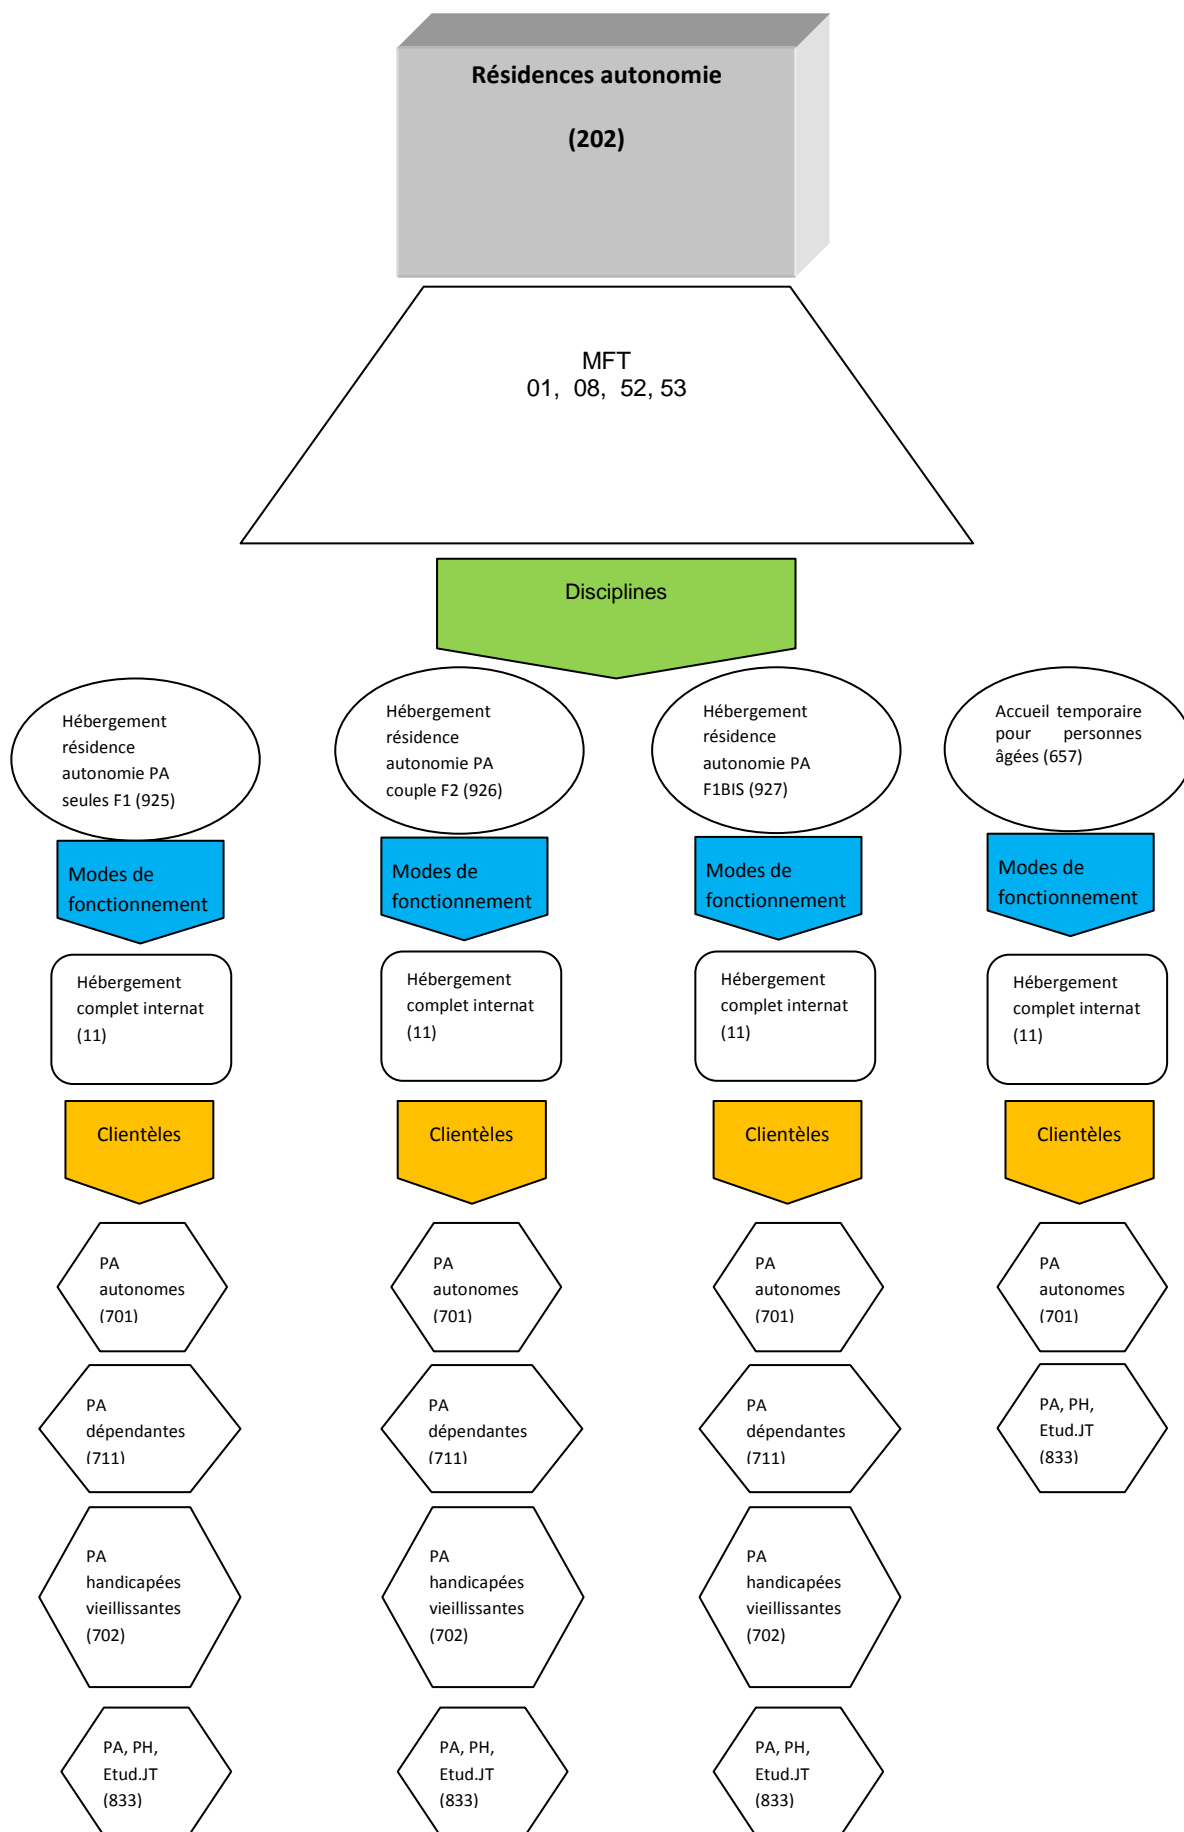 Résidences autonomie
(202)
MFT
01, 08, 52, 53
Disciplines
Hébergement
résidence
autonomie PA
seules F1 (925)
Hébergement
résidence
autonomie PA
couple F2 (926)
Hébergement
résidence
autonomie PA
F1BIS (927)
Accueil temporaire
pour personnes
âgées (657)
Modes de
fonctionnement
Modes de
fonctionnement
Modes de
fonctionnement
Modes de
fonctionnement
Hébergement
complet internat
(11)
Hébergement
complet internat
(11)
Hébergement
complet internat
(11)
Hébergement
complet internat
(11)
Clientèles
Clientèles
Clientèles
Clientèles
PA
autonomes
(701)
PA
autonomes
(701)
PA
autonomes
(701)
PA
autonomes
(701)
PA
dépendantes
(711)
PA
dépendantes
(711)
PA
dépendantes
(711)
PA, PH,
Etud.JT
(833)
PA
handicapées
vieillissantes
(702)
PA
handicapées
vieillissantes
(702)
PA
handicapées
vieillissantes
(702)
PA, PH,
Etud.JT
(833)
PA, PH,
Etud.JT
(833)
PA, PH,
Etud.JT
(833)